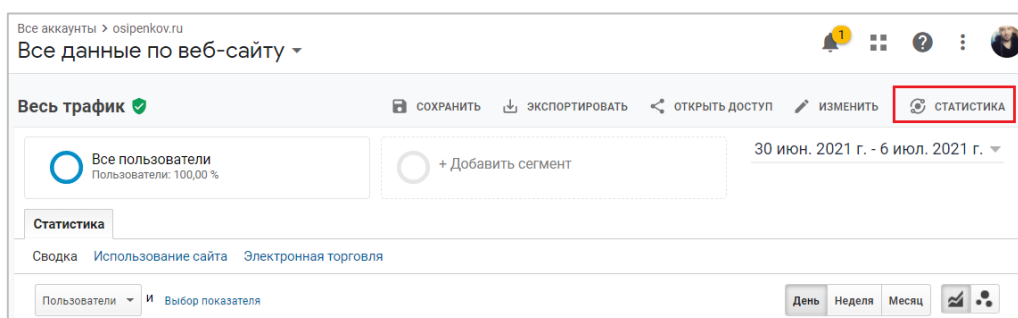 Все аккаунты > osipenkov.ru
Все данные по веб-сайту
1
Весь трафик
СОХРАНИТЬ
ЭКСПОРТИРОВАТЬ
ОТКРЫТЬ ДОСТУП
ИЗМЕНИТЬ
СТАТИСТИКА
Все пользователи
Пользователи: 100,00 %
+ Добавить сегмент
30 июн. 2021 г. - 6 июл. 2021 г.
Статистика
Сводка Использование сайта Электронная торговля
Пользователи и Выбор показателя
День Неделя Месяц